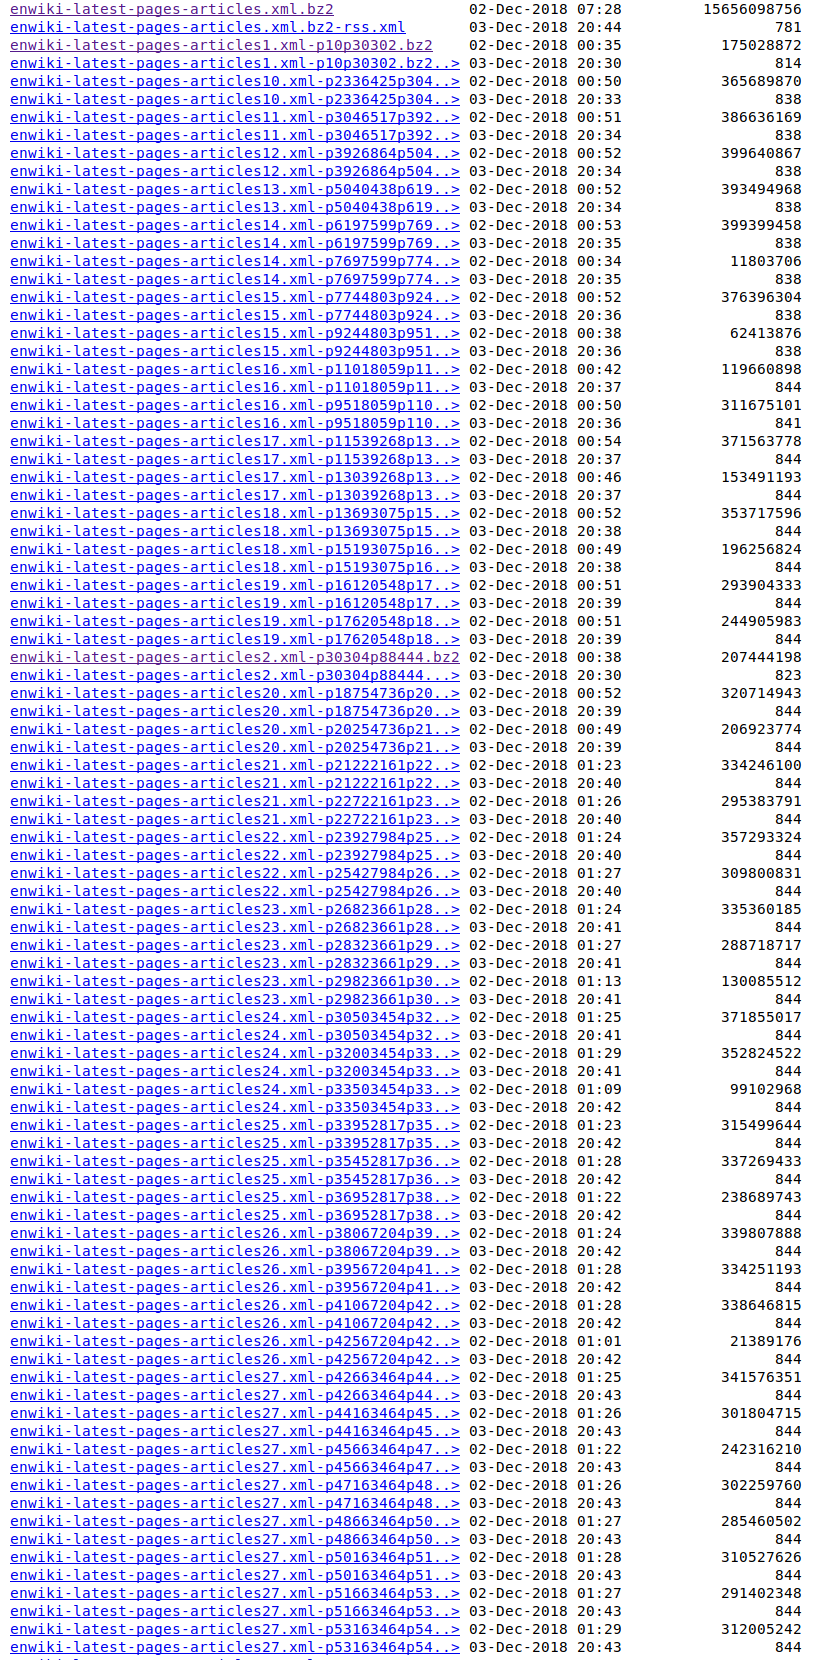 enwiki-latest-pages-articles.xml.bz2 02-Dec-2018 07:28 15656098756
enwiki-latest-pages-articles.xml.bz2-rss.xml 03-Dec-2018 20:44 781
enwiki-latest-pages-articles1.xml-p10p30302.bz2 02-Dec-2018 00:35 175028872
enwiki-latest-pages-articles1.xml-p10p30302.bz2..> 03-Dec-2018 20:30 814
enwiki-latest-pages-articles10.xml-p2336425p304..> 02-Dec-2018 00:50 365689870
enwiki-latest-pages-articles10.xml-p2336425p304..> 03-Dec-2018 20:33 838
enwiki-latest-pages-articles11.xml-p3046517p392..> 02-Dec-2018 00:51 386636169
enwiki-latest-pages-articles11.xml-p3046517p392..> 03-Dec-2018 20:34 838
enwiki-latest-pages-articles12.xml-p3926864p504..> 02-Dec-2018 00:52 399640867
enwiki-latest-pages-articles12.xml-p3926864p504..> 03-Dec-2018 20:34 838
enwiki-latest-pages-articles13.xml-p5040438p619..> 02-Dec-2018 00:52 393494968
enwiki-latest-pages-articles13.xml-p5040438p619..> 03-Dec-2018 20:34 838
enwiki-latest-pages-articles14.xml-p6197599p769..> 02-Dec-2018 00:53 399399458
enwiki-latest-pages-articles14.xml-p6197599p769..> 03-Dec-2018 20:35 838
enwiki-latest-pages-articles14.xml-p7697599p774..> 02-Dec-2018 00:34 11803706
enwiki-latest-pages-articles14.xml-p7697599p774..> 03-Dec-2018 20:35 838
enwiki-latest-pages-articles15.xml-p7744803p924..> 02-Dec-2018 00:52 376396304
enwiki-latest-pages-articles15.xml-p7744803p924..> 03-Dec-2018 20:36 838
enwiki-latest-pages-articles15.xml-p9244803p951..> 02-Dec-2018 00:38 62413876
enwiki-latest-pages-articles15.xml-p9244803p951..> 03-Dec-2018 20:36 838
enwiki-latest-pages-articles16.xml-p11018059p11..> 02-Dec-2018 00:42 119660898
enwiki-latest-pages-articles16.xml-p11018059p11..> 03-Dec-2018 20:37 844
enwiki-latest-pages-articles16.xml-p9518059p110..> 02-Dec-2018 00:50 311675101
enwiki-latest-pages-articles16.xml-p9518059p110..> 03-Dec-2018 20:36 841
enwiki-latest-pages-articles17.xml-p11539268p13..> 02-Dec-2018 00:54 371563778
enwiki-latest-pages-articles17.xml-p11539268p13..> 03-Dec-2018 20:37 844
enwiki-latest-pages-articles17.xml-p13039268p13..> 02-Dec-2018 00:46 153491193
enwiki-latest-pages-articles17.xml-p13039268p13..> 03-Dec-2018 20:37 844
enwiki-latest-pages-articles18.xml-p13693075p15..> 02-Dec-2018 00:52 353717596
enwiki-latest-pages-articles18.xml-p13693075p15..> 03-Dec-2018 20:38 844
enwiki-latest-pages-articles18.xml-p15193075p16..> 02-Dec-2018 00:49 196256824
enwiki-latest-pages-articles18.xml-p15193075p16..> 03-Dec-2018 20:38 844
enwiki-latest-pages-articles19.xml-p16120548p17..> 02-Dec-2018 00:51 293904333
enwiki-latest-pages-articles19.xml-p16120548p17..> 03-Dec-2018 20:39 844
enwiki-latest-pages-articles19.xml-p17620548p18..> 02-Dec-2018 00:51 244905983
enwiki-latest-pages-articles19.xml-p17620548p18..> 03-Dec-2018 20:39 844
enwiki-latest-pages-articles2.xml-p30304p88444.bz2 02-Dec-2018 00:38 207444198
enwiki-latest-pages-articles2.xml-p30304p88444...> 03-Dec-2018 20:30 823
enwiki-latest-pages-articles20.xml-p18754736p20..> 02-Dec-2018 00:52 320714943
enwiki-latest-pages-articles20.xml-p18754736p20..> 03-Dec-2018 20:39 844
enwiki-latest-pages-articles20.xml-p20254736p21..> 02-Dec-2018 00:49 206923774
enwiki-latest-pages-articles20.xml-p20254736p21..> 03-Dec-2018 20:39 844
enwiki-latest-pages-articles21.xml-p21222161p22..> 02-Dec-2018 01:23 334246100
enwiki-latest-pages-articles21.xml-p21222161p22..> 03-Dec-2018 20:40 844
enwiki-latest-pages-articles21.xml-p22722161p23..> 02-Dec-2018 01:26 295383791
enwiki-latest-pages-articles21.xml-p22722161p23..> 03-Dec-2018 20:40 844
enwiki-latest-pages-articles22.xml-p23927984p25..> 02-Dec-2018 01:24 357293324
enwiki-latest-pages-articles22.xml-p23927984p25..> 03-Dec-2018 20:40 844
enwiki-latest-pages-articles22.xml-p25427984p26..> 02-Dec-2018 01:27 309800831
enwiki-latest-pages-articles22.xml-p25427984p26..> 03-Dec-2018 20:40 844
enwiki-latest-pages-articles23.xml-p26823661p28..> 02-Dec-2018 01:24 335360185
enwiki-latest-pages-articles23.xml-p26823661p28..> 03-Dec-2018 20:41 844
enwiki-latest-pages-articles23.xml-p28323661p29..> 02-Dec-2018 01:27 288718717
enwiki-latest-pages-articles23.xml-p28323661p29..> 03-Dec-2018 20:41 844
enwiki-latest-pages-articles23.xml-p29823661p30..> 02-Dec-2018 01:13 130085512
enwiki-latest-pages-articles23.xml-p29823661p30..> 03-Dec-2018 20:41 844
enwiki-latest-pages-articles24.xml-p30503454p32..> 02-Dec-2018 01:25 371855017
enwiki-latest-pages-articles24.xml-p30503454p32..> 03-Dec-2018 20:41 844
enwiki-latest-pages-articles24.xml-p32003454p33..> 02-Dec-2018 01:29 352824522
enwiki-latest-pages-articles24.xml-p32003454p33..> 03-Dec-2018 20:41 844
enwiki-latest-pages-articles24.xml-p33503454p33..> 02-Dec-2018 01:09 99102968
enwiki-latest-pages-articles24.xml-p33503454p33..> 03-Dec-2018 20:42 844
enwiki-latest-pages-articles25.xml-p33952817p35..> 02-Dec-2018 01:23 315499644
enwiki-latest-pages-articles25.xml-p33952817p35..> 03-Dec-2018 20:42 844
enwiki-latest-pages-articles25.xml-p35452817p36..> 02-Dec-2018 01:28 337269433
enwiki-latest-pages-articles25.xml-p35452817p36..> 03-Dec-2018 20:42 844
enwiki-latest-pages-articles25.xml-p36952817p38..> 02-Dec-2018 01:22 238689743
enwiki-latest-pages-articles25.xml-p36952817p38..> 03-Dec-2018 20:42 844
enwiki-latest-pages-articles26.xml-p38067204p39..> 02-Dec-2018 01:24 339807888
enwiki-latest-pages-articles26.xml-p38067204p39..> 03-Dec-2018 20:42 844
enwiki-latest-pages-articles26.xml-p39567204p41..> 02-Dec-2018 01:28 334251193
enwiki-latest-pages-articles26.xml-p39567204p41..> 03-Dec-2018 20:42 844
enwiki-latest-pages-articles26.xml-p41067204p42..> 02-Dec-2018 01:28 338646815
enwiki-latest-pages-articles26.xml-p41067204p42..> 03-Dec-2018 20:42 844
enwiki-latest-pages-articles26.xml-p42567204p42..> 02-Dec-2018 01:01 21389176
enwiki-latest-pages-articles26.xml-p42567204p42..> 03-Dec-2018 20:42 844
enwiki-latest-pages-articles27.xml-p42663464p44..> 02-Dec-2018 01:25 341576351
enwiki-latest-pages-articles27.xml-p42663464p44..> 03-Dec-2018 20:43 844
enwiki-latest-pages-articles27.xml-p44163464p45..> 02-Dec-2018 01:26 301804715
enwiki-latest-pages-articles27.xml-p44163464p45..> 03-Dec-2018 20:43 844
enwiki-latest-pages-articles27.xml-p45663464p47..> 02-Dec-2018 01:22 242316210
enwiki-latest-pages-articles27.xml-p45663464p47..> 03-Dec-2018 20:43 844
enwiki-latest-pages-articles27.xml-p47163464p48..> 02-Dec-2018 01:26 302259760
enwiki-latest-pages-articles27.xml-p47163464p48..> 03-Dec-2018 20:43 844
enwiki-latest-pages-articles27.xml-p48663464p50..> 02-Dec-2018 01:27 285460502
enwiki-latest-pages-articles27.xml-p48663464p50..> 03-Dec-2018 20:43 844
enwiki-latest-pages-articles27.xml-p50163464p51..> 02-Dec-2018 01:28 310527626
enwiki-latest-pages-articles27.xml-p50163464p51..> 03-Dec-2018 20:43 844
enwiki-latest-pages-articles27.xml-p51663464p53..> 02-Dec-2018 01:27 291402348
enwiki-latest-pages-articles27.xml-p51663464p53..> 03-Dec-2018 20:43 844
enwiki-latest-pages-articles27.xml-p53163464p54..> 02-Dec-2018 01:29 312005242
enwiki-latest-pages-articles27.xml-p53163464p54..> 03-Dec-2018 20:43 844